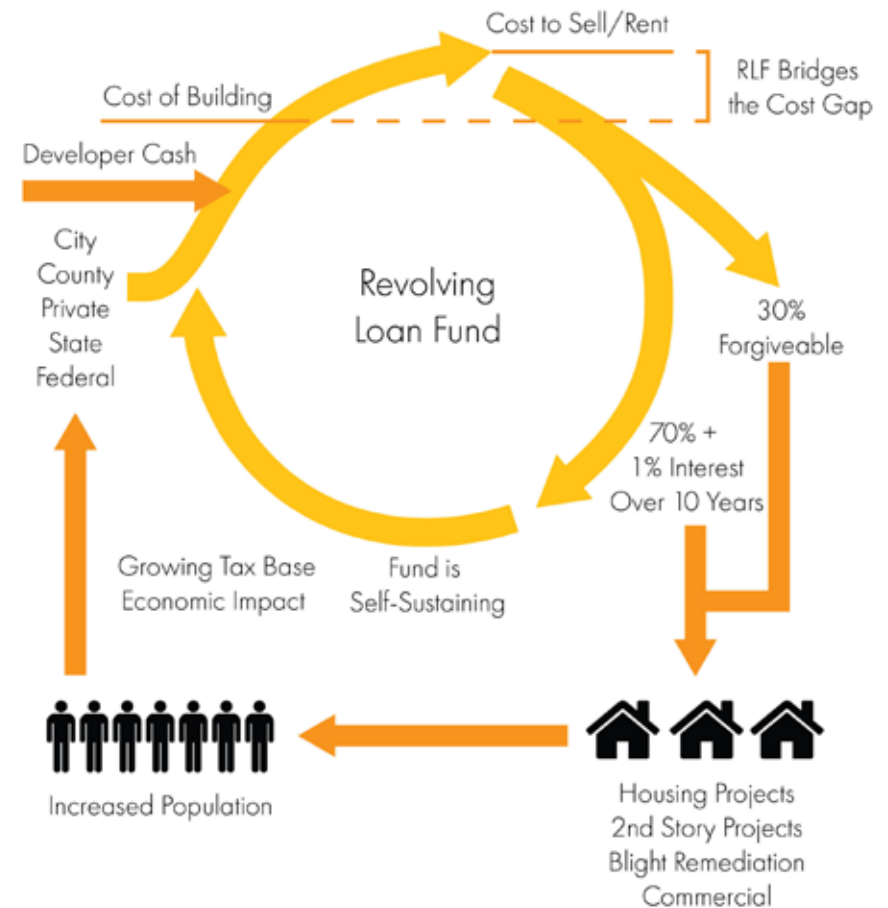 Cost to Sell/Rent
RLF Bridges
the Cost Gap
Cost of Building
Developer Cash
City
County
Private
State
Federal
Revolving
Loan Fund
30%
Forgiveable
70% +
1% Interest
Over 10 Years
Growing Tax Base
Economic Impact
Fund is
Self-Sustaining
Increased Population
Housing Projects
2nd Story Projects
Blight Remediation
Commercial